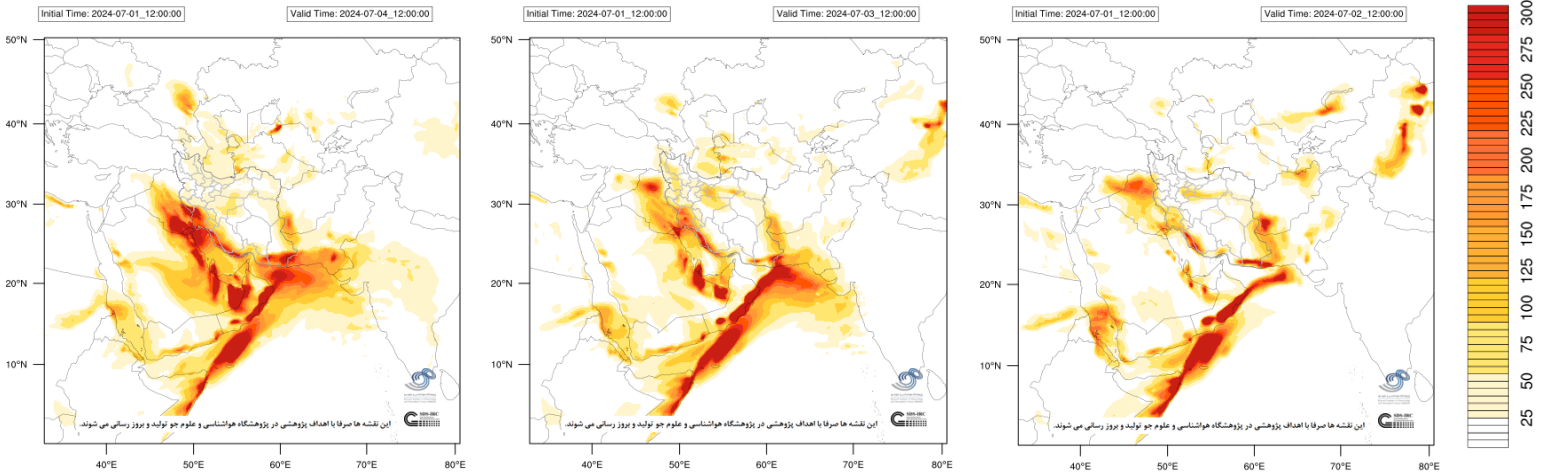 Initial Time: 2024-07-01_12:00:00
Valid Time: 2024-07-04_12:00:00
50°N
40°N
30°N
20°N
10°N
40°E
50°E
60°E
70°E
80°E
SDS-IRC
این نقشه ها صرفا با اهداف پژوهشی در پژوهشگاه هواشناسی و علوم جو تولید و بروز رسانی می شوند.
Initial Time: 2024-07-01_12:00:00
Valid Time: 2024-07-03_12:00:00
50°N
40°N
30°N
20°N
10°N
40°E
50°E
60°E
70°E
80°E
SDS-IRC
این نقشه ها صرفا با اهداف پژوهشی در پژوهشگاه هواشناسی و علوم جو تولید و بروز رسانی می شوند.
Initial Time: 2024-07-01_12:00:00
Valid Time: 2024-07-02_12:00:00
50°N
40°N
30°N
20°N
10°N
40°E
50°E
60°E
70°E
80°E
SDS-IRC
این نقشه ها صرفا با اهداف پژوهشی در پژوهشگاه هواشناسی و علوم جو تولید و بروز رسانی می شوند.
300
275
250
225
200
175
150
125
100
75
50
25